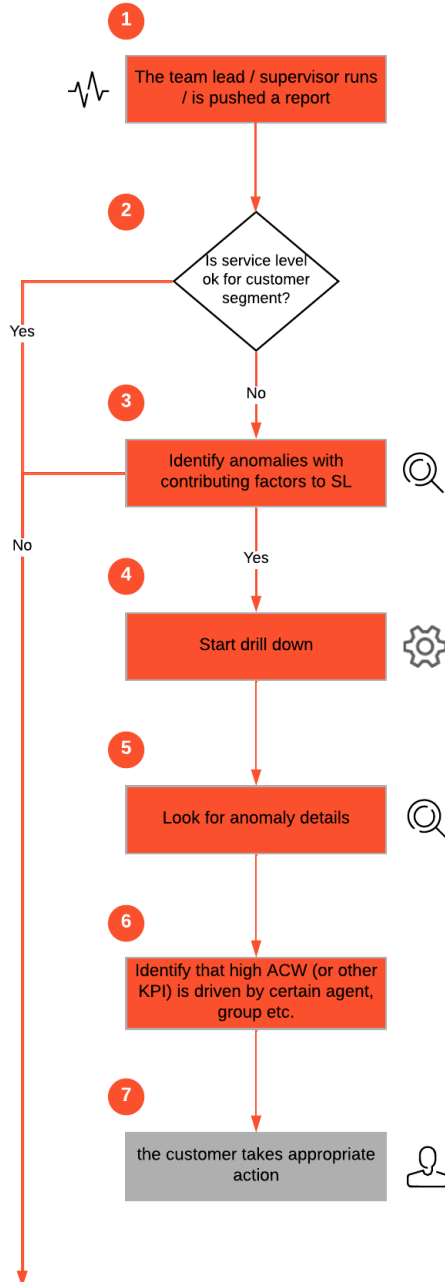 1
The team lead / supervisor runs
/ is pushed a report
2
Is service level
ok for customer
segment?
Yes
No
3
Identify anomalies with
contributing factors to SL
No
Yes
4
Start drill down
5
Look for anomaly details
6
Identify that high ACW (or other
KPI) is driven by certain agent,
group etc.
7
the customer takes appropriate
action